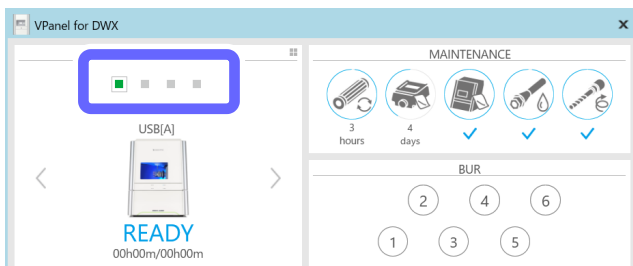 VPanel for DWX
MAINTENANCE
3
hours
4
days
USB[A]
READY
00h00m/00h00m
BUR
2 4 6
1 3 5